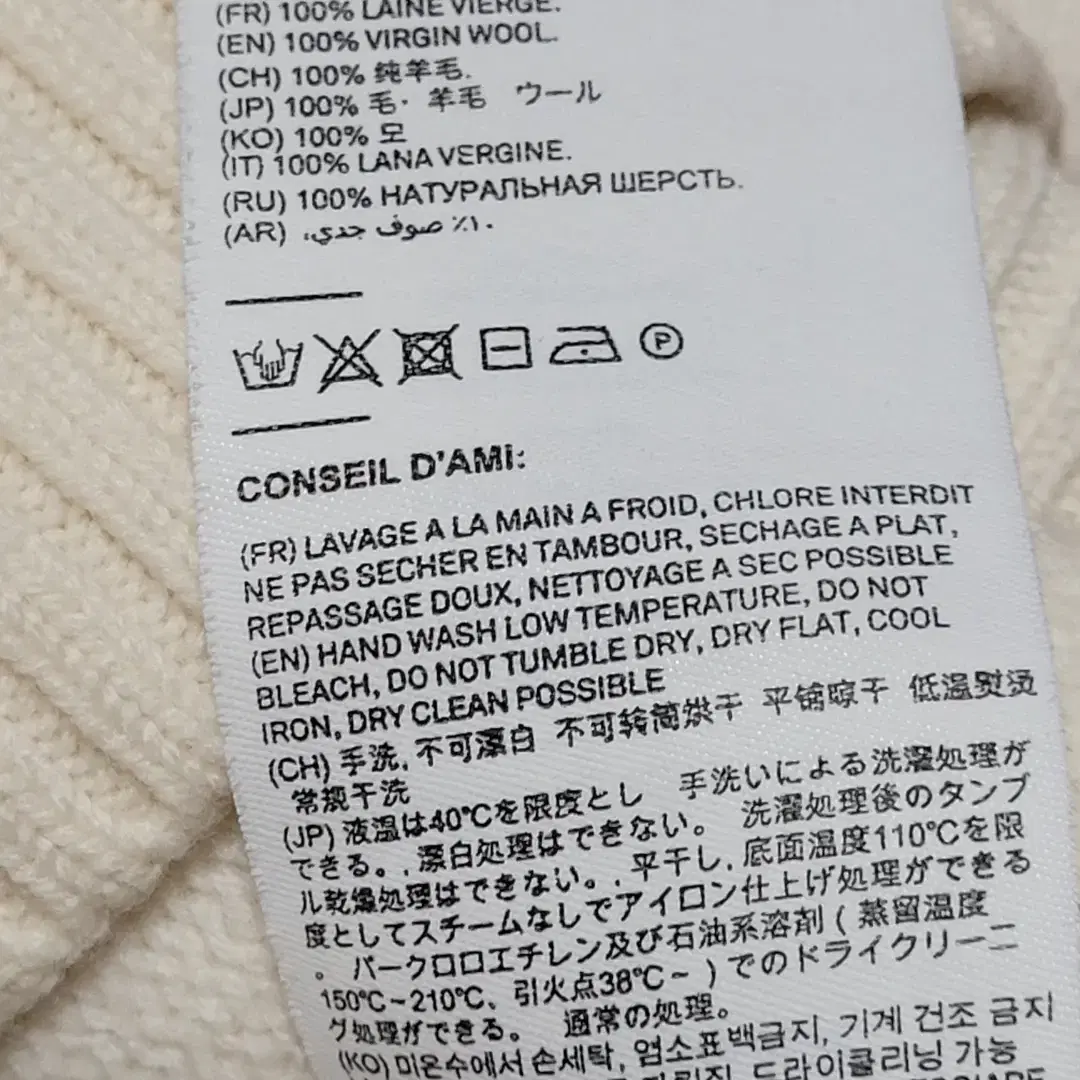 (FR) 100% LAINE VIERGE.
(EN) 100% VIRGIN WOOL.
(CH) 100% 纯羊毛.
(JP) 100% 毛・羊毛 ウール
(KO) 100% 모
(IT) 100% LANA VERGINE.
(RU) 100% НАТУРАЛЬНАЯ ШЕРСТЬ.
(AR) ٪١٠ صوف جدي،
P
CONSEIL D'AMI:
(FR) LAVAGE A LA MAIN A FROID, CHLORE INTERDIT
NE PAS SECHER EN TAMBOUR, SECHAGE A PLAT,
REPASSAGE DOUX, NETTOYAGE A SEC POSSIBLE
(EN) HAND WASH LOW TEMPERATURE, DO NOT
BLEACH, DO NOT TUMBLE DRY, DRY FLAT, COOL
IRON, DRY CLEAN POSSIBLE
(CH) 手洗, 不可漂白 不可转筒烘干 平铺晾干 低温熨烫
常规干洗
(JP) 液温は40℃を限度とし 手洗いによる洗濯処理が
できる。, 漂白処理はできない。 洗濯処理後のタンブ
ル乾燥処理はできない。, 平干し, 底面温度110℃を限
度としてスチームなしでアイロン仕上げ処理ができる
。 パークロロエチレン及び石油系溶剤 ( 蒸留温度
150℃~210℃、引火点38℃~ ) でのドライクリーニ
グ処理ができる。 通常の処理。
(KO) 미온수에서 손세탁, 염소표백금지, 기계 건조 금지
드라이클리닝 가능